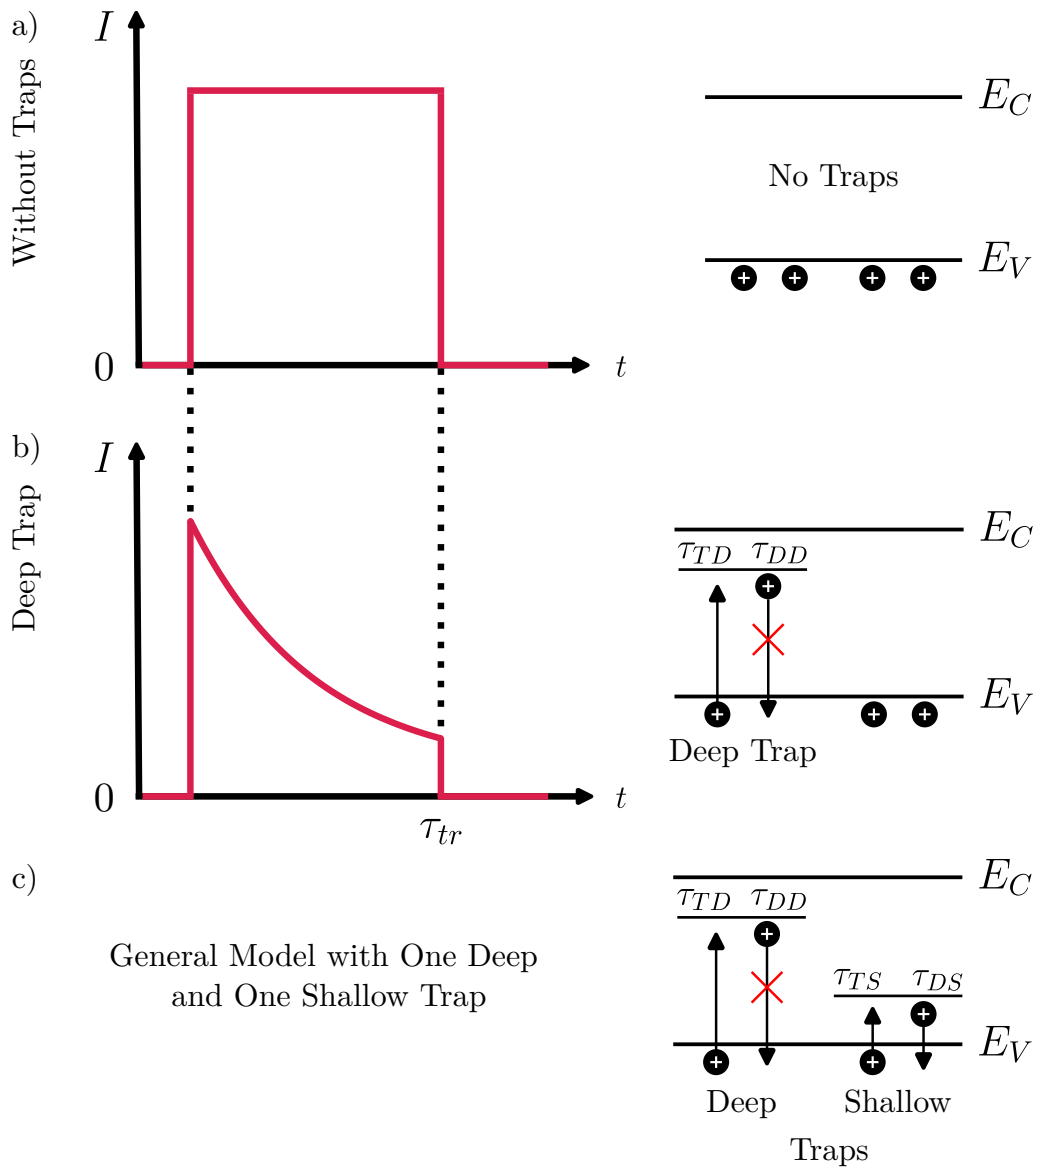 a)
I
Without Traps
0
t
E_C
No Traps
E_V
+ + + +
b)
I
Deep Trap
0
t
τ_tr
E_C
τ_TD τ_DD
+
E_V
+ + +
Deep Trap
c)
General Model with One Deep
and One Shallow Trap
E_C
τ_TD τ_DD
+
τ_TS τ_DS
+
E_V
+ +
Deep Shallow
Traps